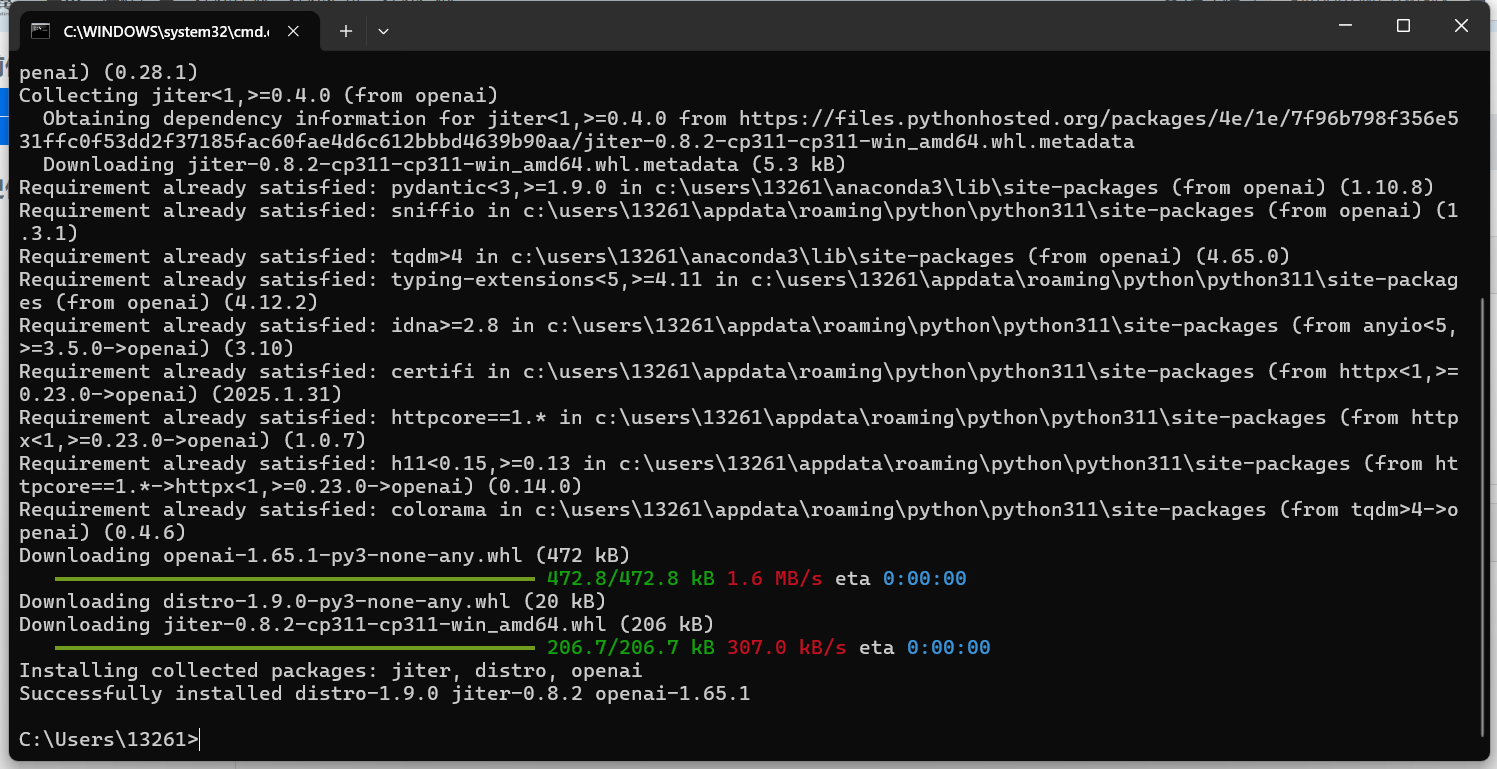 C:\WINDOWS\system32\cmd.e
penai) (0.28.1)
Collecting jiter<1,>=0.4.0 (from openai)
  Obtaining dependency information for jiter<1,>=0.4.0 from https://files.pythonhosted.org/packages/4e/1e/7f96b798f356e5
31ffc0f53dd2f37185fac60fae4d6c612bbbd4639b90aa/jiter-0.8.2-cp311-cp311-win_amd64.whl.metadata
  Downloading jiter-0.8.2-cp311-cp311-win_amd64.whl.metadata (5.3 kB)
Requirement already satisfied: pydantic<3,>=1.9.0 in c:\users\13261\anaconda3\lib\site-packages (from openai) (1.10.8)
Requirement already satisfied: sniffio in c:\users\13261\appdata\roaming\python\python311\site-packages (from openai) (1
.3.1)
Requirement already satisfied: tqdm>4 in c:\users\13261\anaconda3\lib\site-packages (from openai) (4.65.0)
Requirement already satisfied: typing-extensions<5,>=4.11 in c:\users\13261\appdata\roaming\python\python311\site-packag
es (from openai) (4.12.2)
Requirement already satisfied: idna>=2.8 in c:\users\13261\appdata\roaming\python\python311\site-packages (from anyio<5,
>=3.5.0->openai) (3.10)
Requirement already satisfied: certifi in c:\users\13261\appdata\roaming\python\python311\site-packages (from httpx<1,>=
0.23.0->openai) (2025.1.31)
Requirement already satisfied: httpcore==1.* in c:\users\13261\appdata\roaming\python\python311\site-packages (from http
x<1,>=0.23.0->openai) (1.0.7)
Requirement already satisfied: h11<0.15,>=0.13 in c:\users\13261\appdata\roaming\python\python311\site-packages (from ht
tpcore==1.*->httpx<1,>=0.23.0->openai) (0.14.0)
Requirement already satisfied: colorama in c:\users\13261\appdata\roaming\python\python311\site-packages (from tqdm>4->o
penai) (0.4.6)
Downloading openai-1.65.1-py3-none-any.whl (472 kB)
472.8/472.8 kB 1.6 MB/s eta 0:00:00
Downloading distro-1.9.0-py3-none-any.whl (20 kB)
Downloading jiter-0.8.2-cp311-cp311-win_amd64.whl (206 kB)
206.7/206.7 kB 307.0 kB/s eta 0:00:00
Installing collected packages: jiter, distro, openai
Successfully installed distro-1.9.0 jiter-0.8.2 openai-1.65.1
C:\Users\13261>